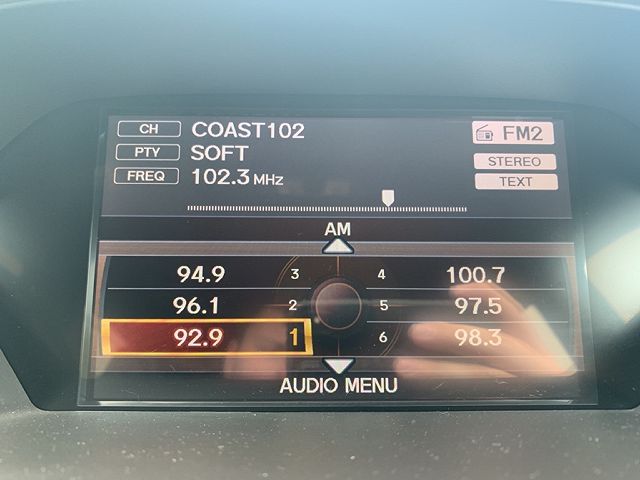 CH COAST102 FM2
PTY SOFT STEREO
FREQ 102.3 MHz TEXT
AM
94.9 3 4 100.7
96.1 2 5 97.5
92.9 1 6 98.3
AUDIO MENU